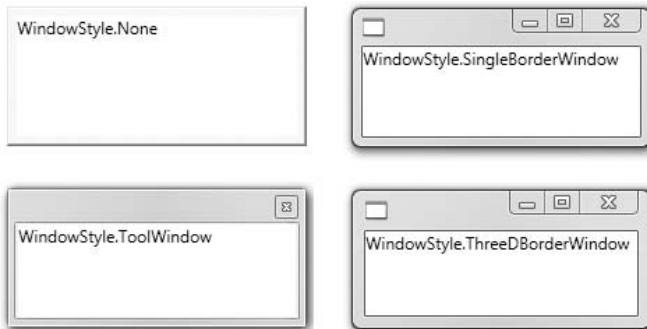 WindowStyle.None
WindowStyle.SingleBorderWindow
WindowStyle.ToolWindow
WindowStyle.ThreeDBorderWindow